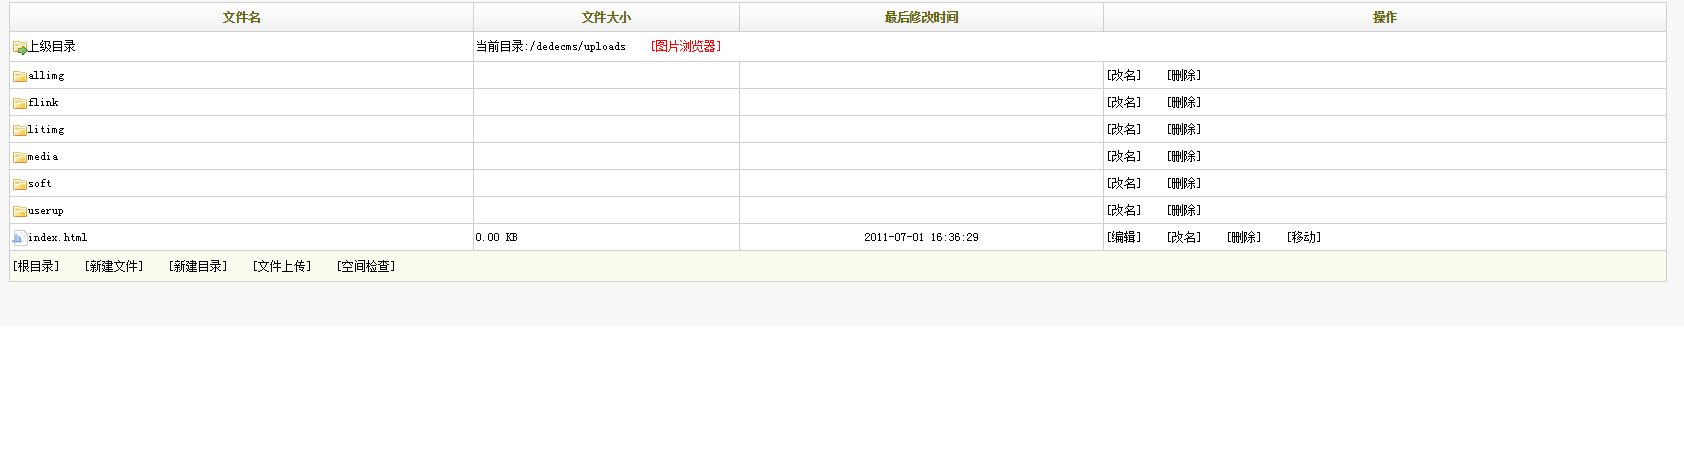 文件名 文件大小 最后修改时间 操作
上级目录 当前目录:/dedecms/uploads [图片浏览器]
allimg [改名] [删除]
flink [改名] [删除]
litimg [改名] [删除]
media [改名] [删除]
soft [改名] [删除]
userup [改名] [删除]
index.html 0.00 KB 2011-07-01 16:36:29 [编辑] [改名] [删除] [移动]
[根目录] [新建文件] [新建目录] [文件上传] [空间检查]